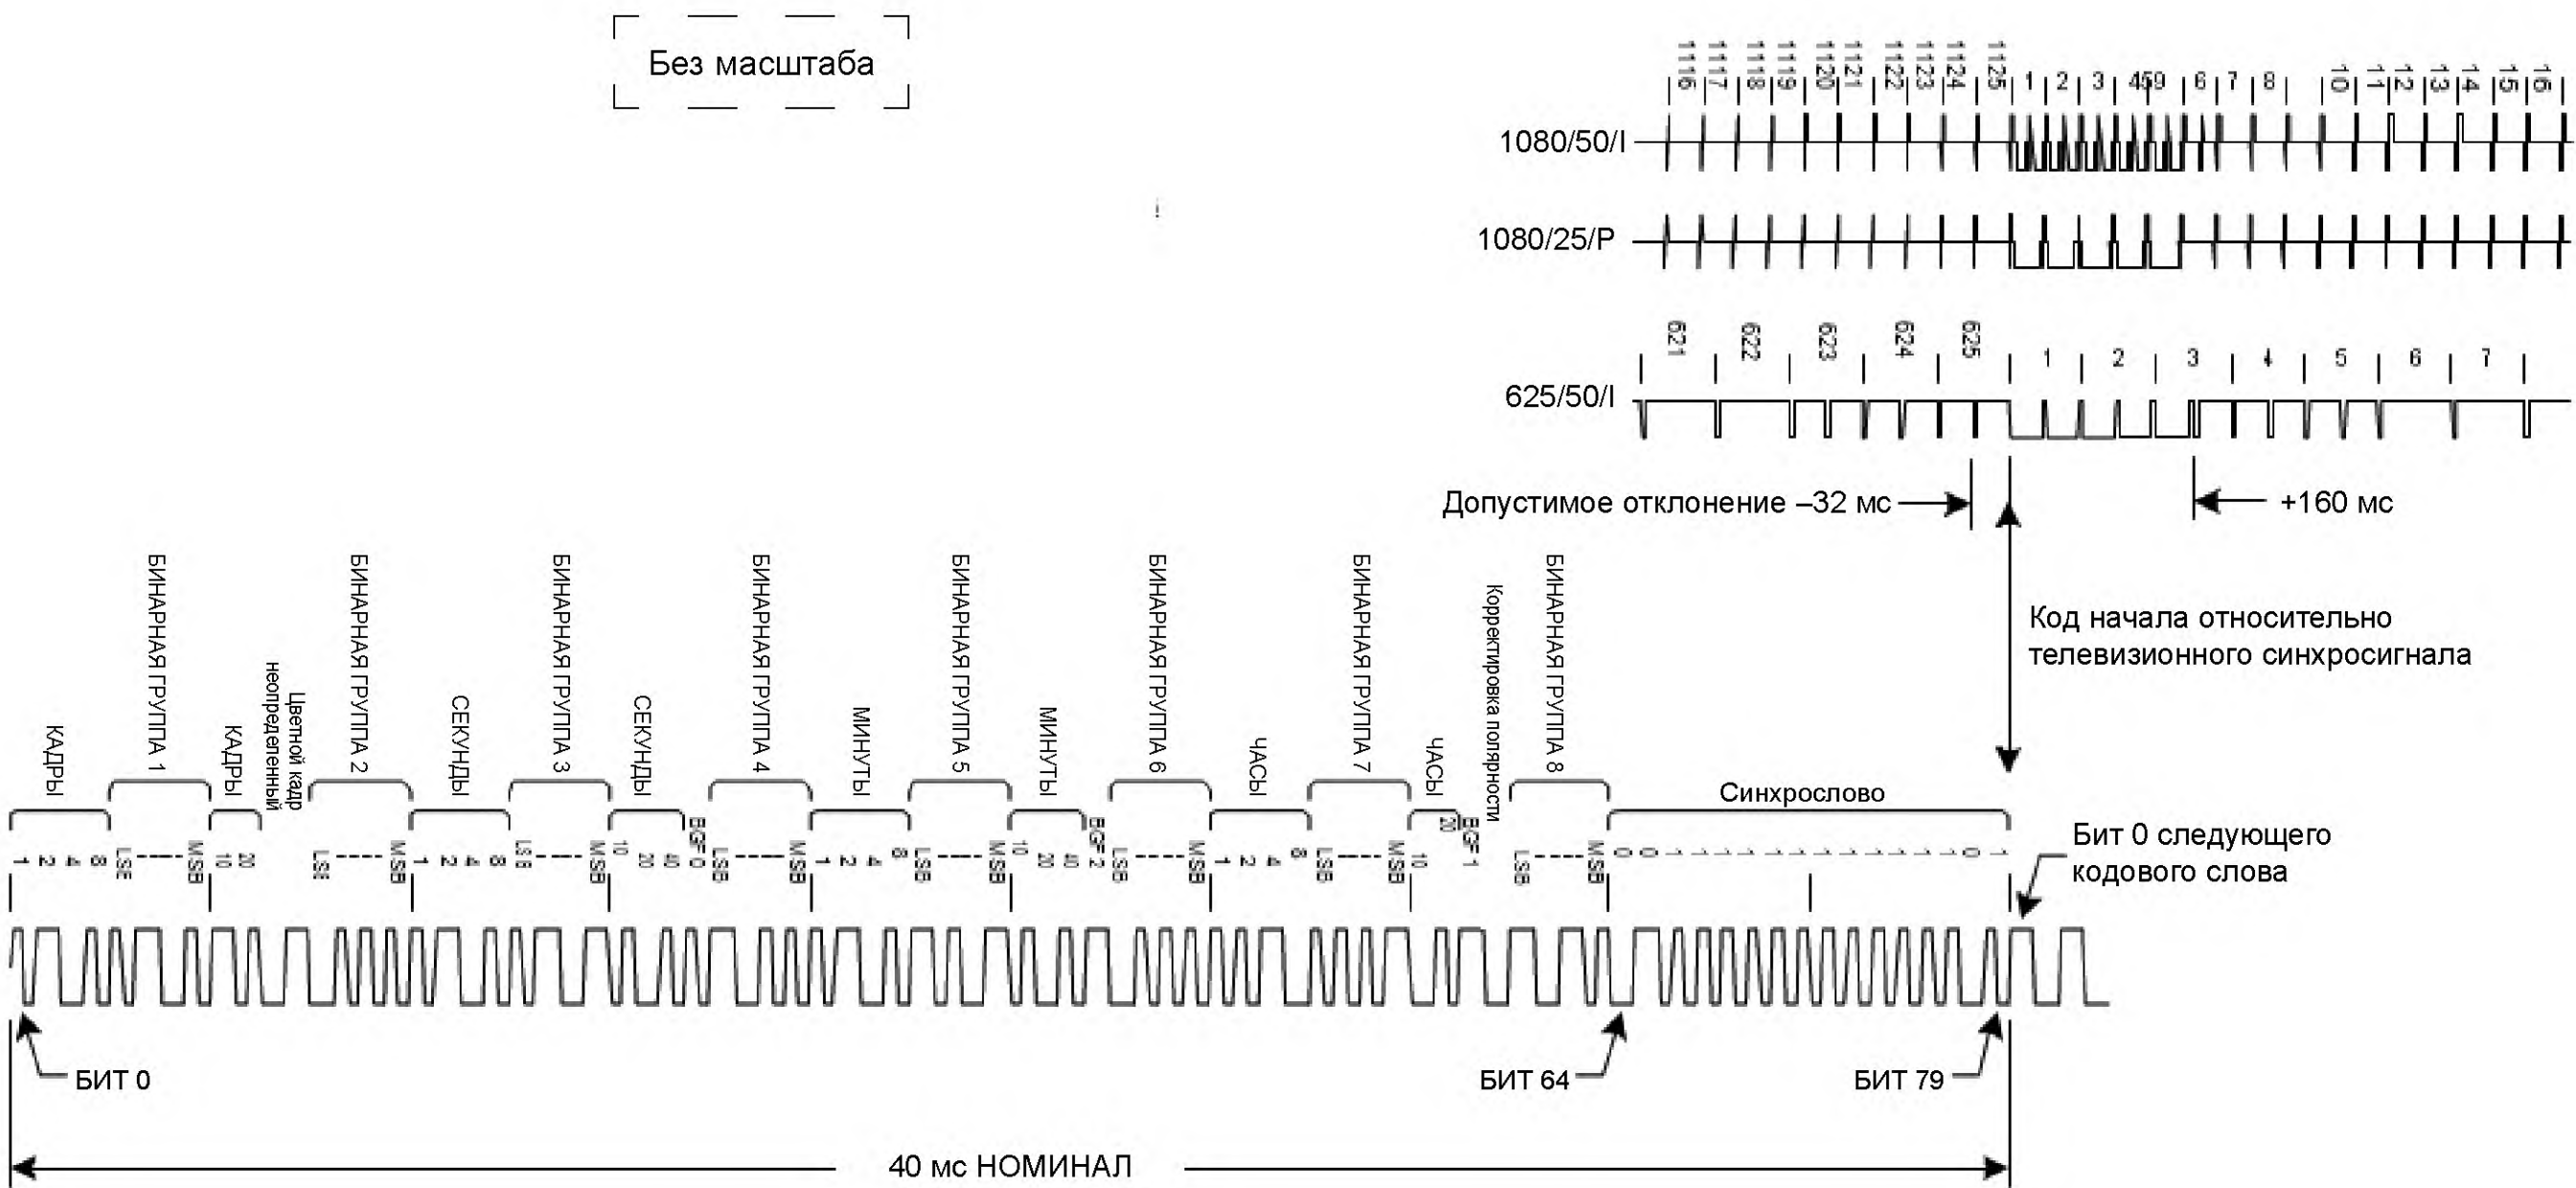 Без масштаба
1116 1117 1118 1119 1120 1121 1122 1123 1124 1125 1 2 3 459 6 7 8 10 11 12 13 14 15 16
1080/50/I
1080/25/P
621 622 623 624 625 1 2 3 4 5 6 7
625/50/I
Допустимое отклонение –32 мс
+160 мс
Код начала относительно
телевизионного синхросигнала
КАДРЫ
БИНАРНАЯ ГРУППА 1
КАДРЫ
Цветной кадр
неопределенный
БИНАРНАЯ ГРУППА 2
СЕКУНДЫ
БИНАРНАЯ ГРУППА 3
СЕКУНДЫ
БИНАРНАЯ ГРУППА 4
МИНУТЫ
БИНАРНАЯ ГРУППА 5
МИНУТЫ
БИНАРНАЯ ГРУППА 6
ЧАСЫ
БИНАРНАЯ ГРУППА 7
ЧАСЫ
Корректировка полярности
БИНАРНАЯ ГРУППА 8
Синхрослово
1 2 4 8 LSB MSB 10 20 LSB MSB 1 2 4 8 LSB MSB 10 20 40 BGF 0 LSB MSB 1 2 4 8 LSB MSB 10 20 40 BGF 2 LSB MSB 1 2 4 8 LSB MSB 10 20 BGF 1 LSB MSB 0 0 1 1 1 1 1 1 1 1 1 1 1 1 0 1
Бит 0 следующего
кодового слова
БИТ 0
БИТ 64
БИТ 79
40 мс НОМИНАЛ